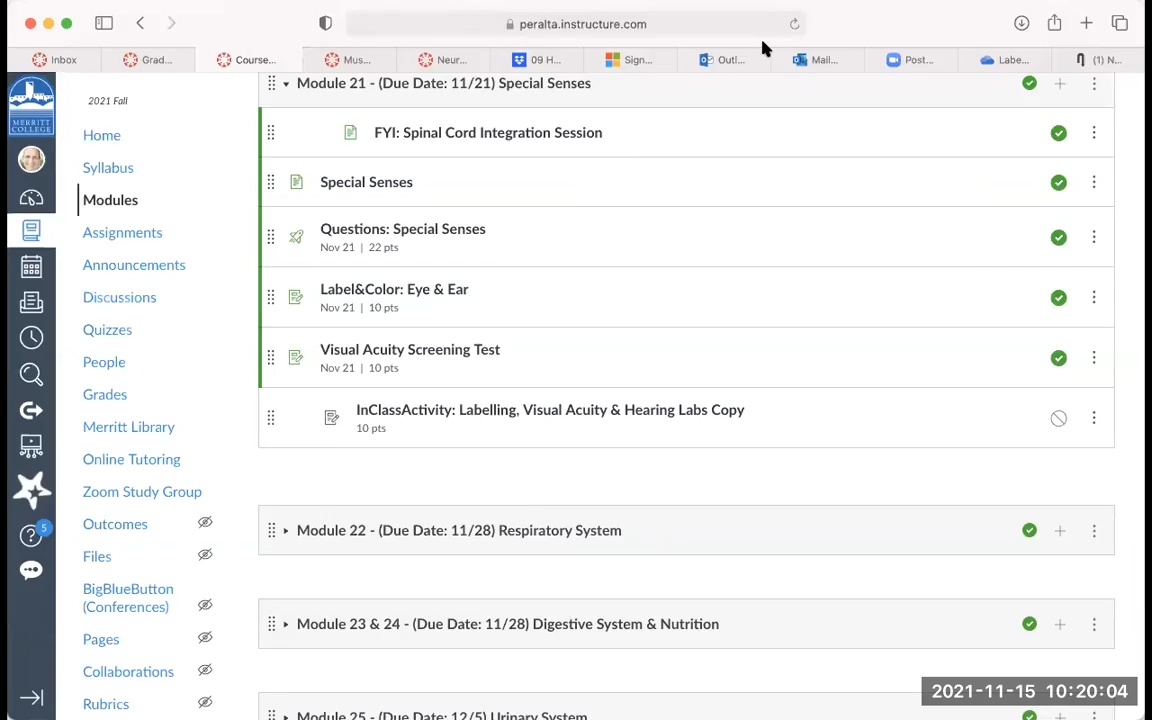 peralta.instructure.com
Inbox
Grad...
Course...
Mus...
Neur...
09 H...
Sign...
Outl...
Mail...
Post...
Labe...
(1) N...
MERRITT
COLLEGE
2021 Fall
Home
Syllabus
Modules
Assignments
Announcements
Discussions
Quizzes
People
Grades
Merritt Library
Online Tutoring
Zoom Study Group
Outcomes
Files
BigBlueButton
(Conferences)
Pages
Collaborations
Rubrics
5
Module 21 - (Due Date: 11/21) Special Senses
FYI: Spinal Cord Integration Session
Special Senses
Questions: Special Senses
Nov 21 | 22 pts
Label&Color: Eye & Ear
Nov 21 | 10 pts
Visual Acuity Screening Test
Nov 21 | 10 pts
InClassActivity: Labelling, Visual Acuity & Hearing Labs Copy
10 pts
Module 22 - (Due Date: 11/28) Respiratory System
Module 23 & 24 - (Due Date: 11/28) Digestive System & Nutrition
Module 25 - (Due Date: 12/5) Urinary System
2021-11-15 10:20:04